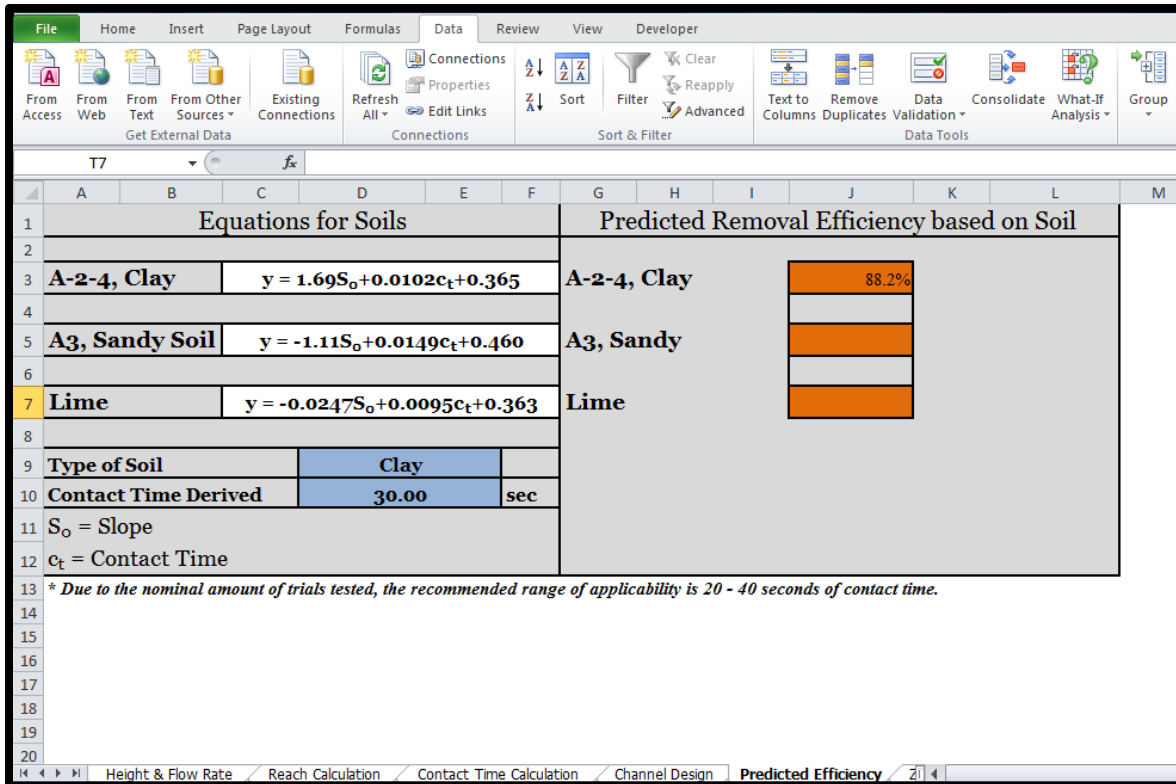 File Home Insert Page Layout Formulas Data Review View Developer
From Access
From Web
From Text
From Other Sources
Existing Connections
Refresh All
Connections
Properties
Edit Links
Sort
Filter
Clear
Reapply
Advanced
Text to Columns
Remove Duplicates
Data Validation
Consolidate
What-If Analysis
Group
Get External Data Connections Sort & Filter Data Tools
T7 fx
A B C D E F G H I J K L M
1 Equations for Soils Predicted Removal Efficiency based on Soil
2
3 A-2-4, Clay y = 1.69Sₒ+0.0102cₜ+0.365 A-2-4, Clay 88.2%
4
5 A3, Sandy Soil y = -1.11Sₒ+0.0149cₜ+0.460 A3, Sandy
6
7 Lime y = -0.0247Sₒ+0.0095cₜ+0.363 Lime
8
9 Type of Soil Clay
10 Contact Time Derived 30.00 sec
11 Sₒ = Slope
12 cₜ = Contact Time
13 * Due to the nominal amount of trials tested, the recommended range of applicability is 20 - 40 seconds of contact time.
14
15
16
17
18
19
20
Height & Flow Rate Reach Calculation Contact Time Calculation Channel Design Predicted Efficiency